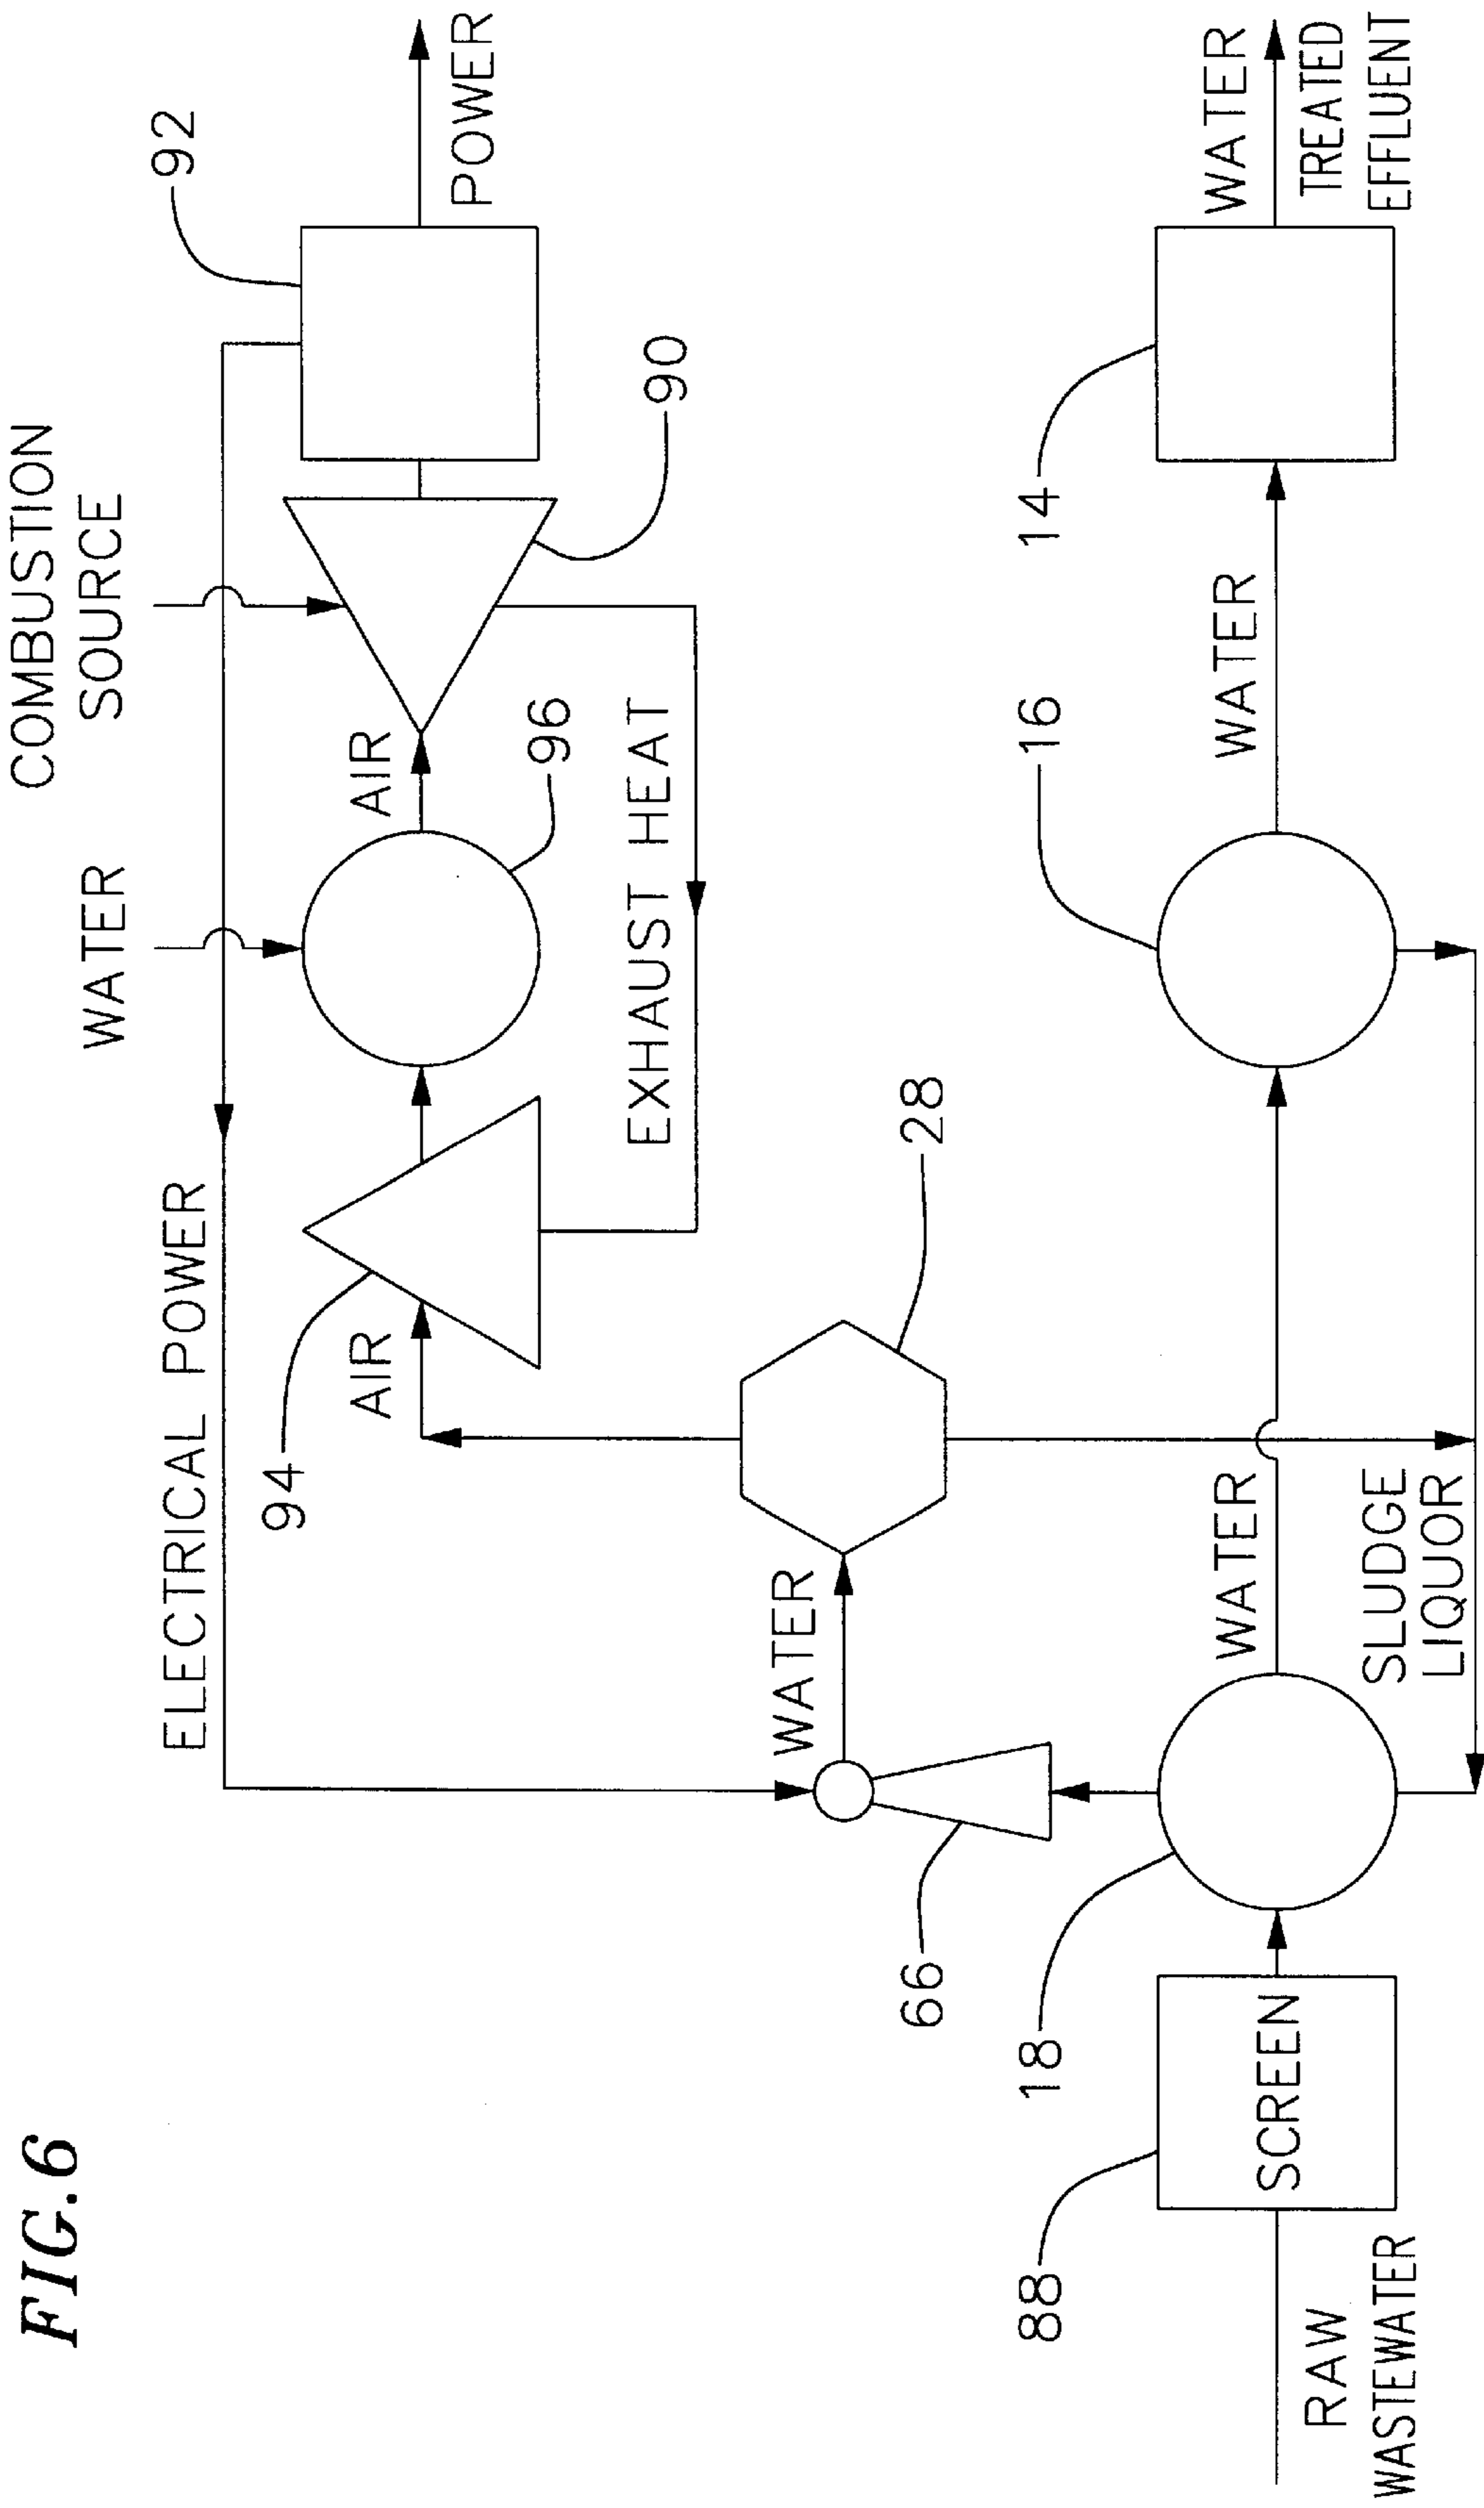 FIG.6
COMBUSTION
SOURCE
WATER
ELECTRICAL POWER
92
POWER
90
AIR
96
EXHAUST HEAT
AIR
94
28
WATER
66
RAW
WASTEWATER
88
SCREEN
18
WATER
SLUDGE
LIQUOR
16
WATER
14
WATER
TREATED
EFFLUENT